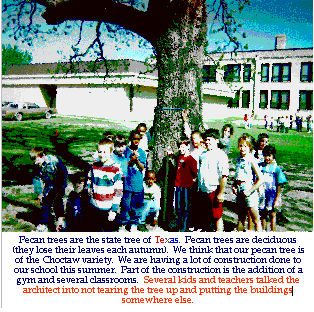 Pecan trees are the state tree of Texas.  Pecan trees are deciduous
(they lose their leaves each autumn).  We think that our pecan tree is
of the Choctaw variety.  We are having a lot of construction done to
our school this summer.  Part of the construction is the addition of a
gym and several classrooms.  Several kids and teachers talked the
architect into not tearing the tree up and putting the buildings
somewhere else.